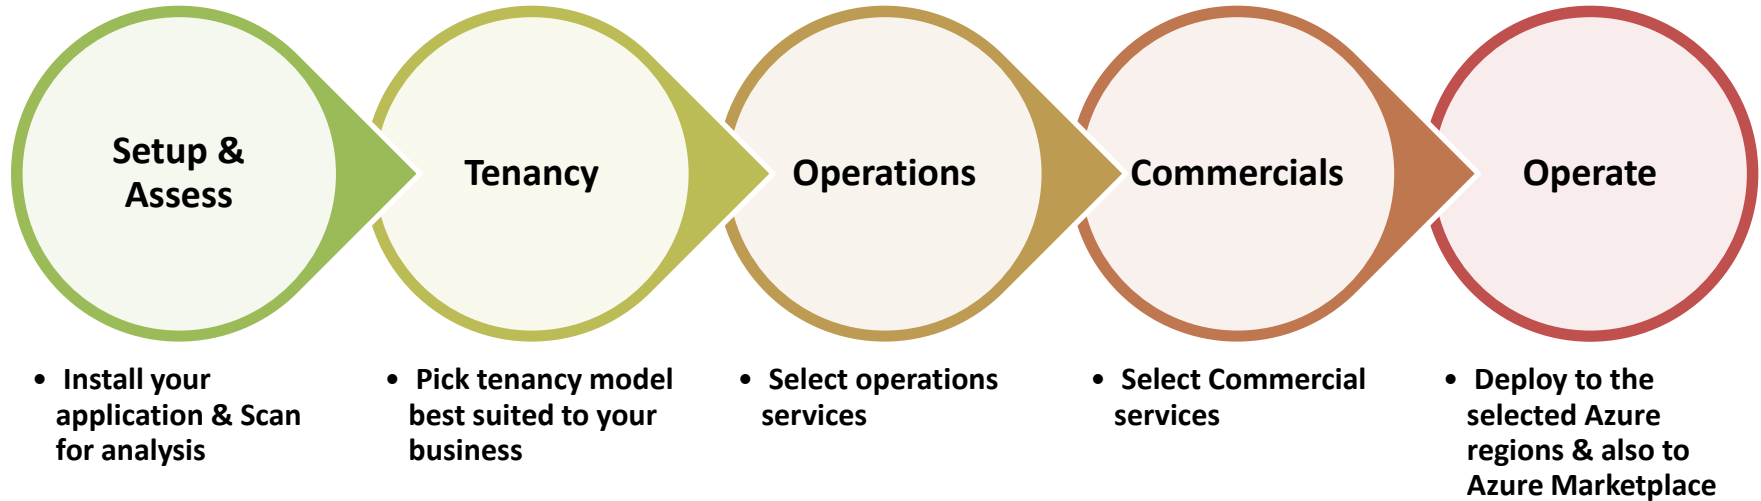 Setup &
Assess
Tenancy
Operations
Commercials
Operate
• Install your
application & Scan
for analysis
• Pick tenancy model
best suited to your
business
• Select operations
services
• Select Commercial
services
• Deploy to the
selected Azure
regions & also to
Azure Marketplace